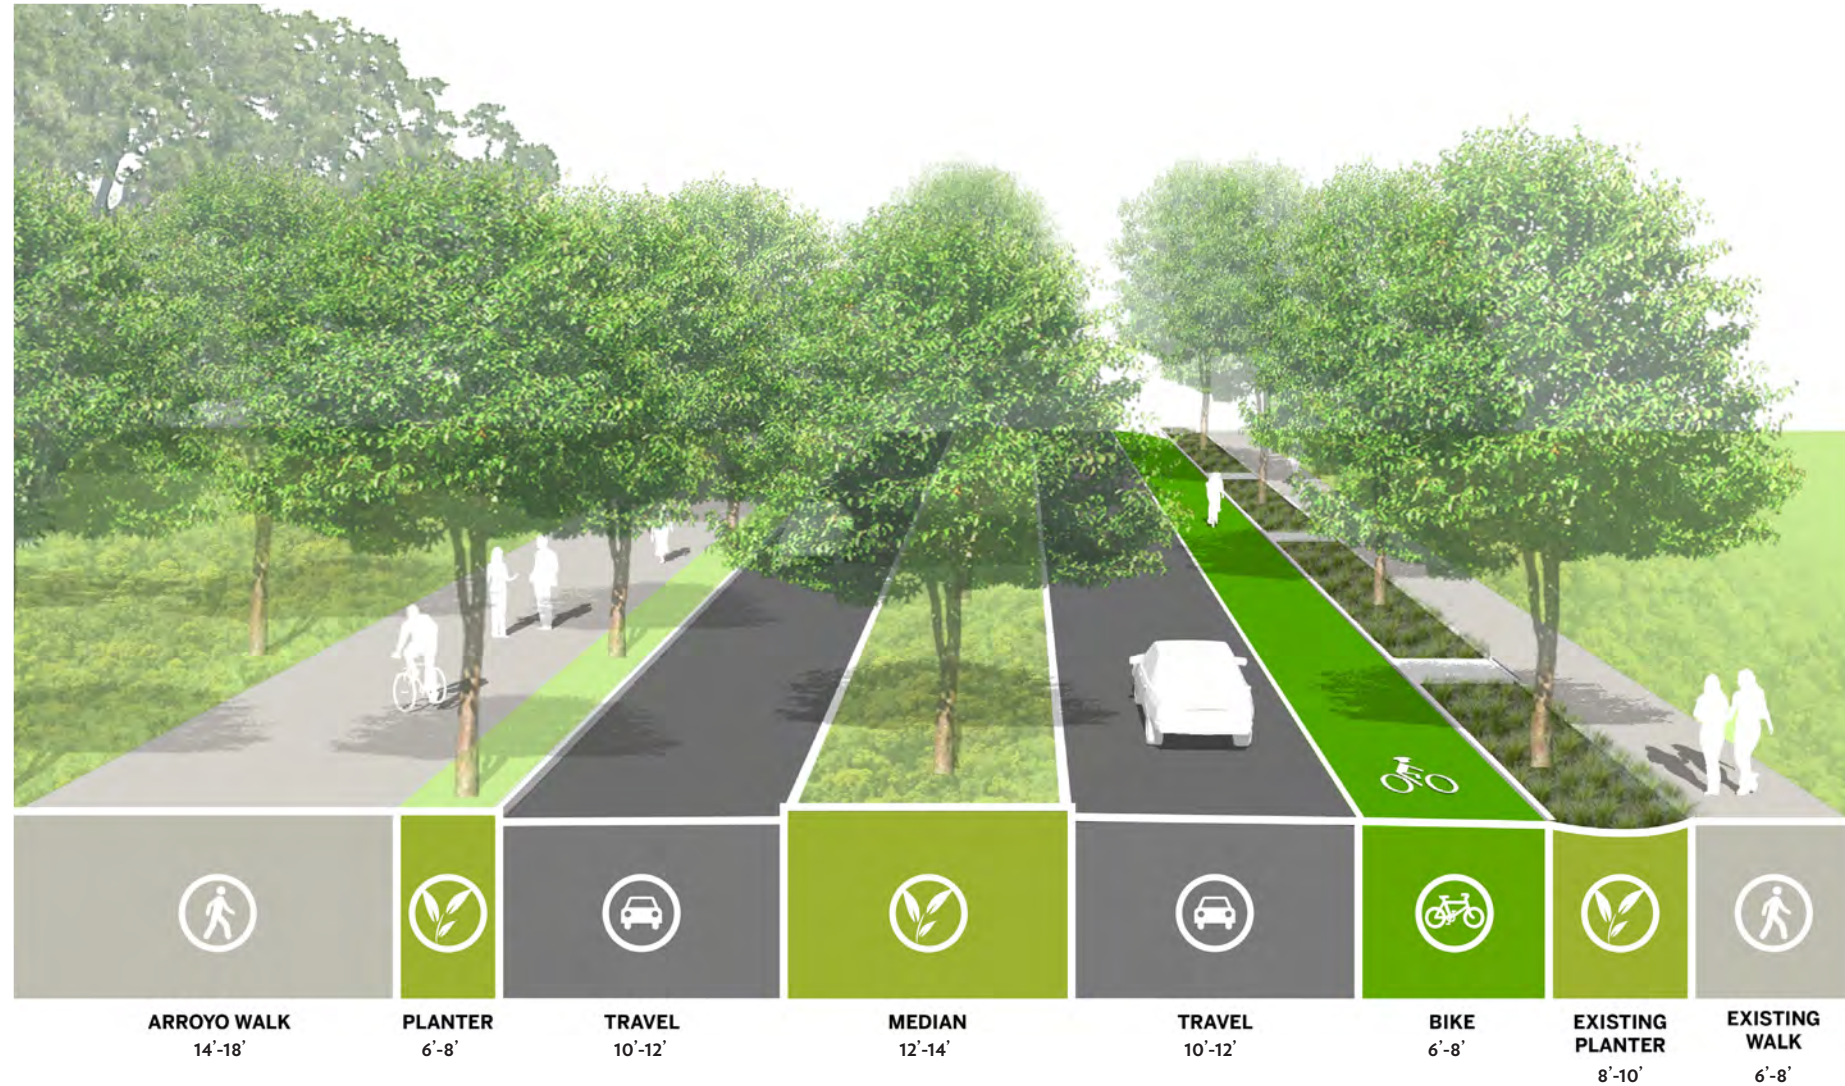 ARROYO WALK
14'-18'
PLANTER
6'-8'
TRAVEL
10'-12'
MEDIAN
12'-14'
TRAVEL
10'-12'
BIKE
6'-8'
EXISTING
PLANTER
8'-10'
EXISTING
WALK
6'-8'